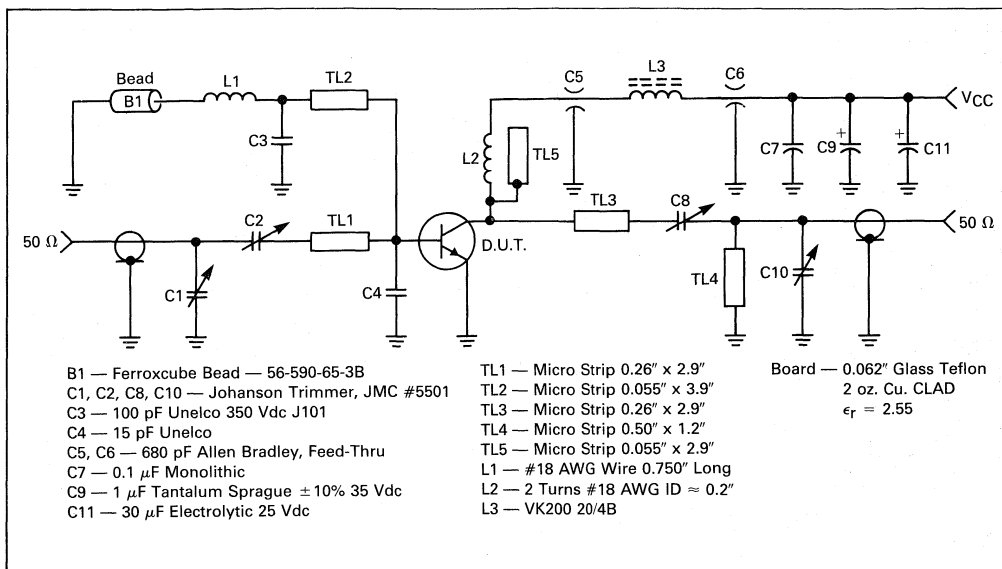 Bead
B1
L1
TL2
C3
C5
L3
C6
VCC
C7
+
C9
+
C11
L2
TL5
50 Ω
C2
TL1
C1
C4
D.U.T.
TL3
C8
TL4
C10
50 Ω
B1 — Ferroxcube Bead — 56-590-65-3B
C1, C2, C8, C10 — Johanson Trimmer, JMC #5501
C3 — 100 pF Unelco 350 Vdc J101
C4 — 15 pF Unelco
C5, C6 — 680 pF Allen Bradley, Feed-Thru
C7 — 0.1 μF Monolithic
C9 — 1 μF Tantalum Sprague ±10% 35 Vdc
C11 — 30 μF Electrolytic 25 Vdc
TL1 — Micro Strip 0.26″ x 2.9″
TL2 — Micro Strip 0.055″ x 3.9″
TL3 — Micro Strip 0.26″ x 2.9″
TL4 — Micro Strip 0.50″ x 1.2″
TL5 — Micro Strip 0.055″ x 2.9″
L1 — #18 AWG Wire 0.750″ Long
L2 — 2 Turns #18 AWG ID ≈ 0.2″
L3 — VK200 20/4B
Board — 0.062″ Glass Teflon
2 oz. Cu. CLAD
εr = 2.55